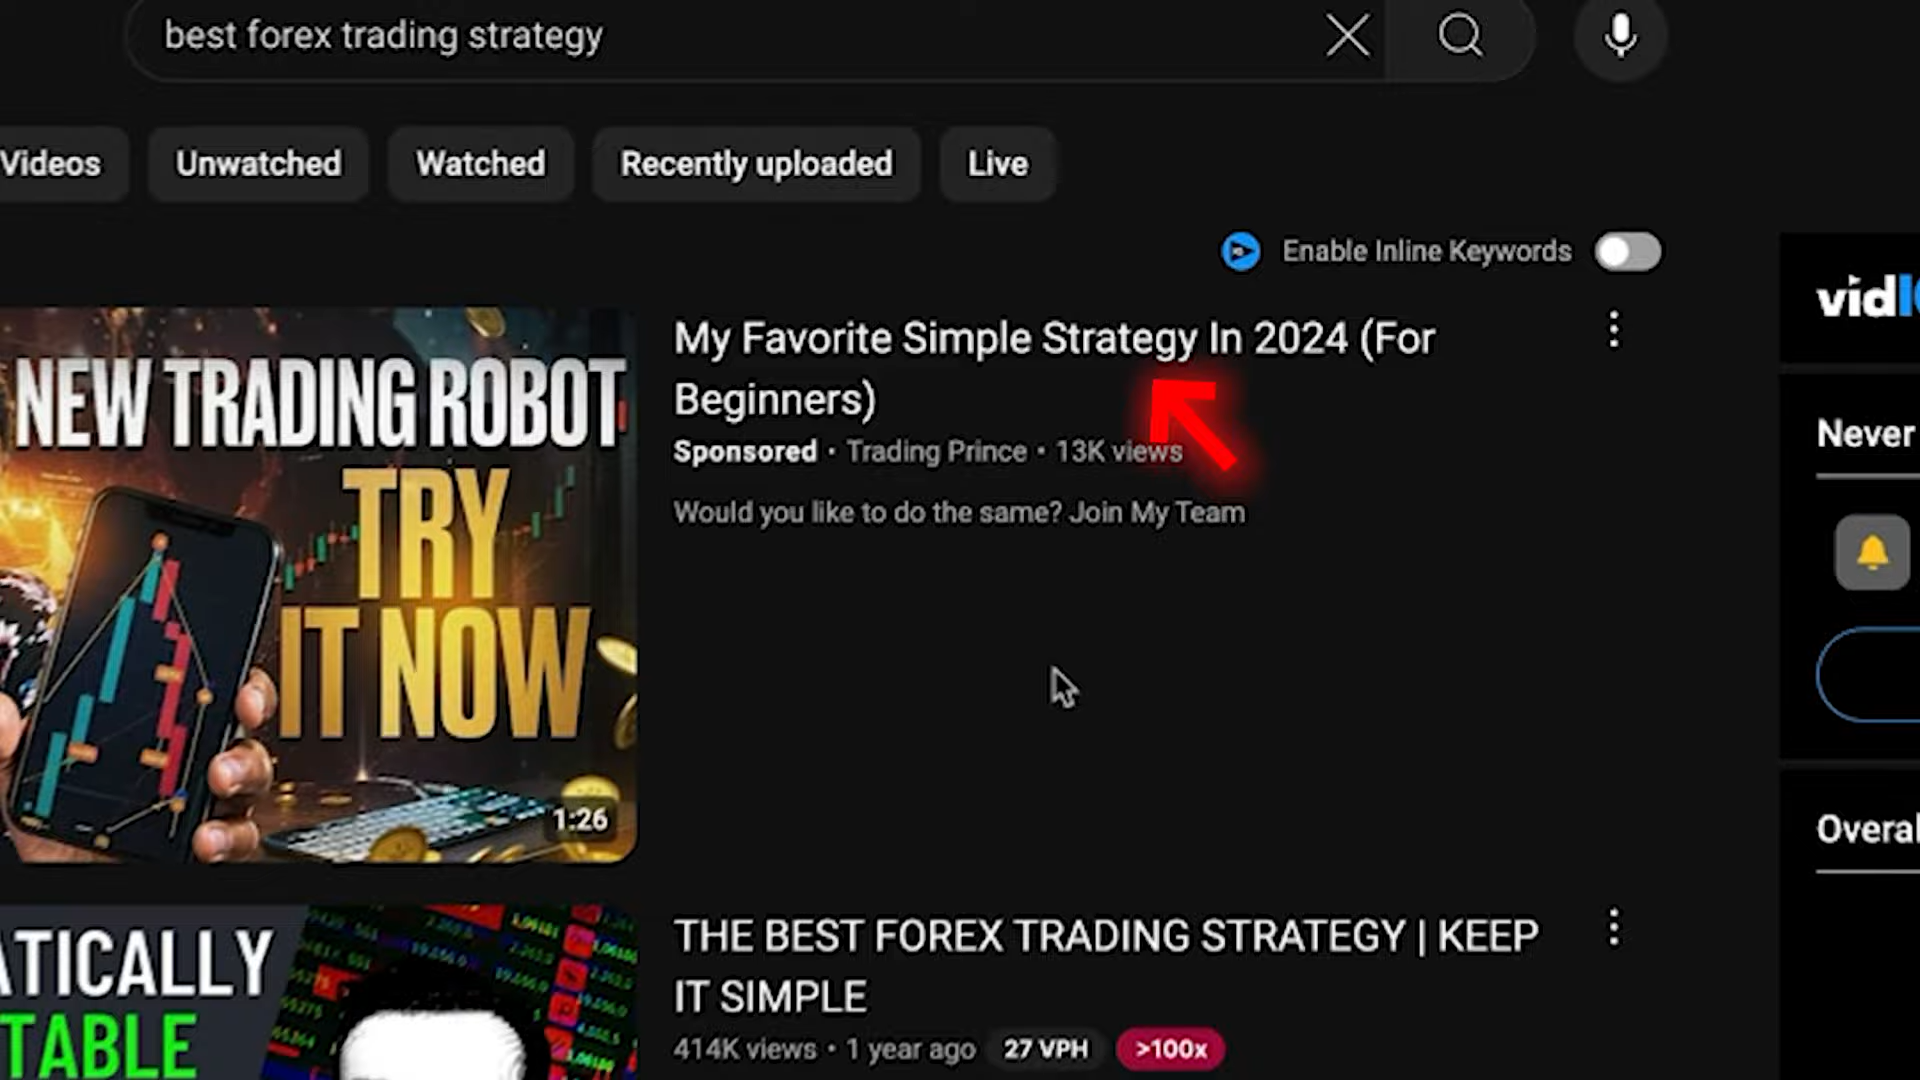 best forex trading strategy
Videos
Unwatched
Watched
Recently uploaded
Live
Enable Inline Keywords
vidI
NEW TRADING ROBOT
TRY
IT NOW
1:26
My Favorite Simple Strategy In 2024 (For
Beginners)
Sponsored • Trading Prince • 13K views
Would you like to do the same? Join My Team
Never
Overal
ATICALLY
TABLE
THE BEST FOREX TRADING STRATEGY | KEEP
IT SIMPLE
414K views • 1 year ago 27 VPH >100x